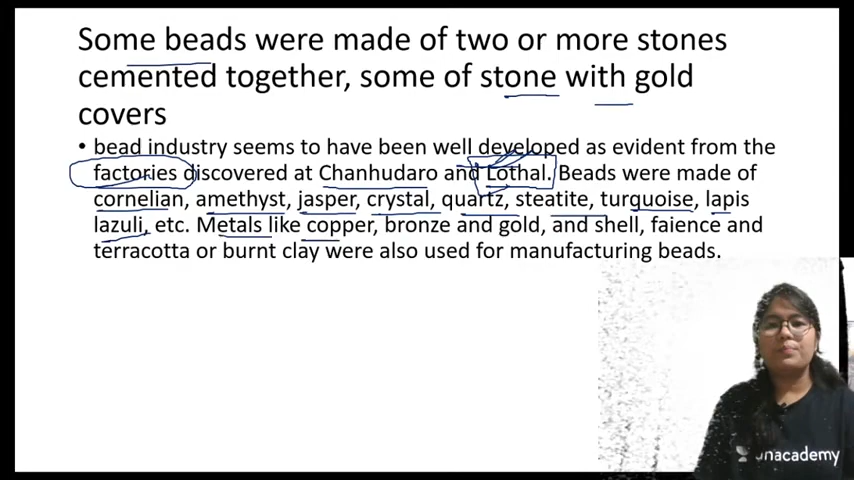 Some beads were made of two or more stones
cemented together, some of stone with gold
covers
• bead industry seems to have been well developed as evident from the
factories discovered at Chanhudaro and Lothal. Beads were made of
cornelian, amethyst, jasper, crystal, quartz, steatite, turguoise, lapis
lazuli, etc. Metals like copper, bronze and gold, and shell, faience and
terracotta or burnt clay were also used for manufacturing beads.
unacademy